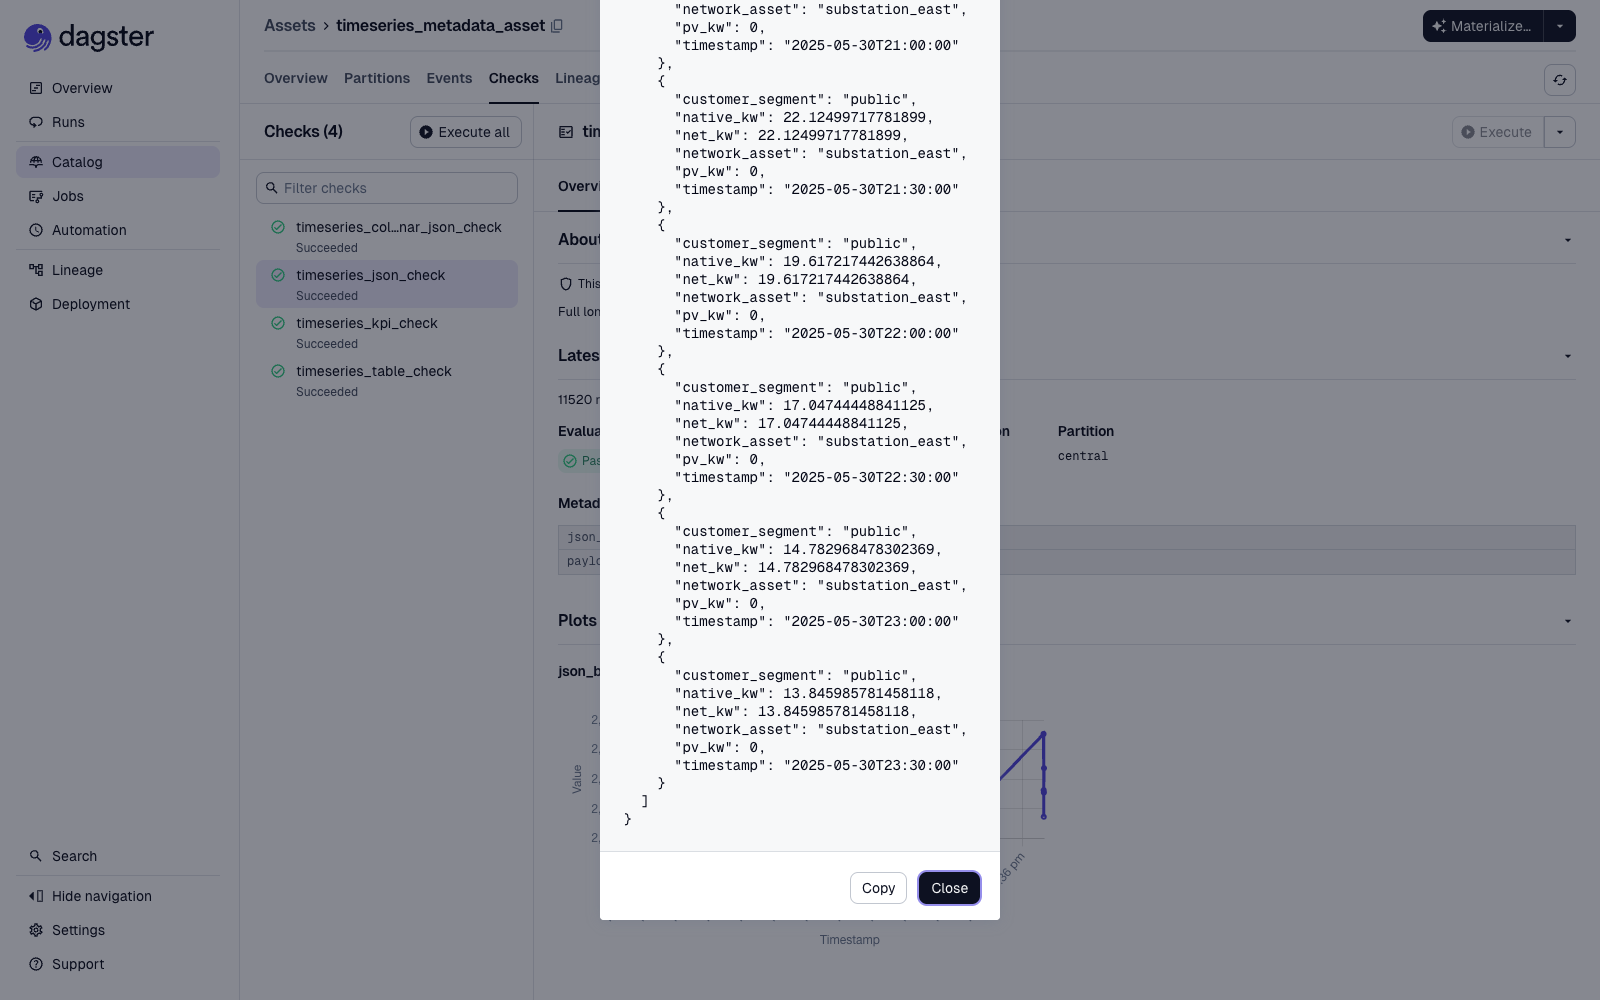 dagster
Overview
Runs
Catalog
Jobs
Automation
Lineage
Deployment
Search
Hide navigation
Settings
Support
Assets > timeseries_metadata_asset
Materialize...
Overview Partitions Events Checks Lineag
Checks (4)
Execute all
Filter checks
timeseries_col...nar_json_check
Succeeded
timeseries_json_check
Succeeded
timeseries_kpi_check
Succeeded
timeseries_table_check
Succeeded
Execute
About
This
Full
11520
Partition
central
Plots
Value
Timestamp
"network_asset": "substation_east",
"pv_kw": 0,
"timestamp": "2025-05-30T21:00:00"
},
{
"customer_segment": "public",
"native_kw": 22.12499717781899,
"net_kw": 22.12499717781899,
"network_asset": "substation_east",
"pv_kw": 0,
"timestamp": "2025-05-30T21:30:00"
},
{
"customer_segment": "public",
"native_kw": 19.617217442638864,
"net_kw": 19.617217442638864,
"network_asset": "substation_east",
"pv_kw": 0,
"timestamp": "2025-05-30T22:00:00"
},
{
"customer_segment": "public",
"native_kw": 17.04744448841125,
"net_kw": 17.04744448841125,
"network_asset": "substation_east",
"pv_kw": 0,
"timestamp": "2025-05-30T22:30:00"
},
{
"customer_segment": "public",
"native_kw": 14.782968478302369,
"net_kw": 14.782968478302369,
"network_asset": "substation_east",
"pv_kw": 0,
"timestamp": "2025-05-30T23:00:00"
},
{
"customer_segment": "public",
"native_kw": 13.845985781458118,
"net_kw": 13.845985781458118,
"network_asset": "substation_east",
"pv_kw": 0,
"timestamp": "2025-05-30T23:30:00"
}
]
}
Copy
Close